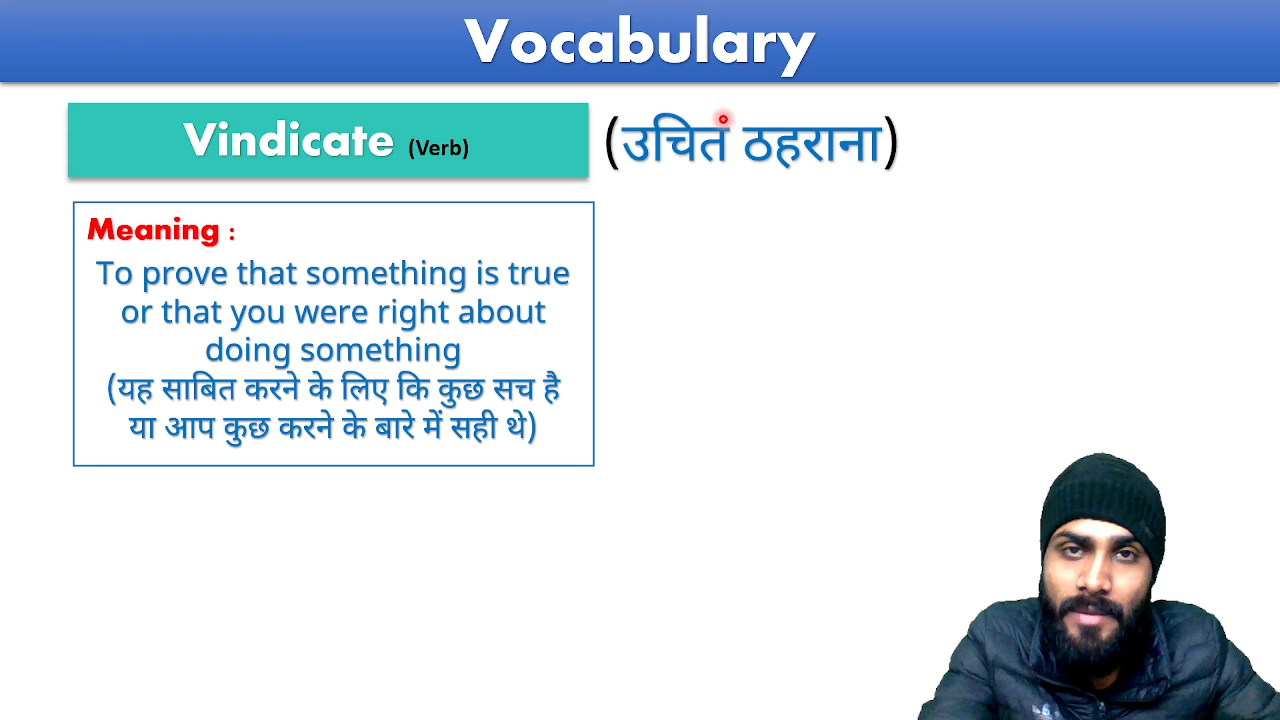 Vocabulary
Vindicate (Verb) (उचित ठहराना)
Meaning :
To prove that something is true
or that you were right about
doing something
(यह साबित करने के लिए कि कुछ सच है
या आप कुछ करने के बारे में सही थे)